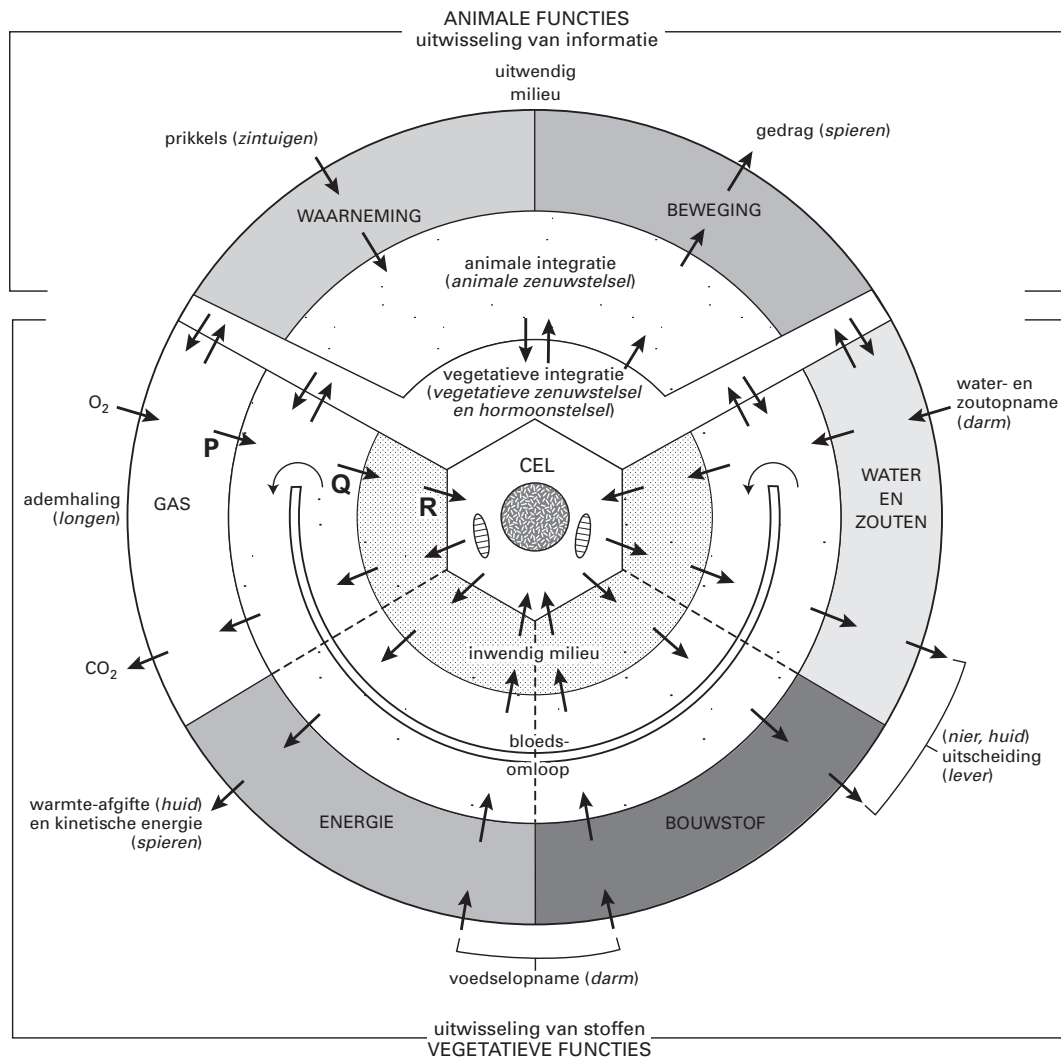 ANIMALE FUNCTIES
uitwisseling van informatie
uitwendig
milieu
prikkels (zintuigen)
gedrag (spieren)
WAARNEMING
BEWEGING
animale integratie
(animale zenuwstelsel)
vegetatieve integratie
(vegetatieve zenuwstelsel
en hormoonstelsel)
O₂
P
Q
R
CEL
water- en
zoutopname
(darm)
ademhaling
(longen)
GAS
WATER
EN
ZOUTEN
CO₂
inwendig milieu
bloeds-
omloop
(nier, huid)
uitscheiding
(lever)
warmte-afgifte (huid)
en kinetische energie
(spieren)
ENERGIE
BOUWSTOF
voedselopname (darm)
uitwisseling van stoffen
VEGETATIEVE FUNCTIES